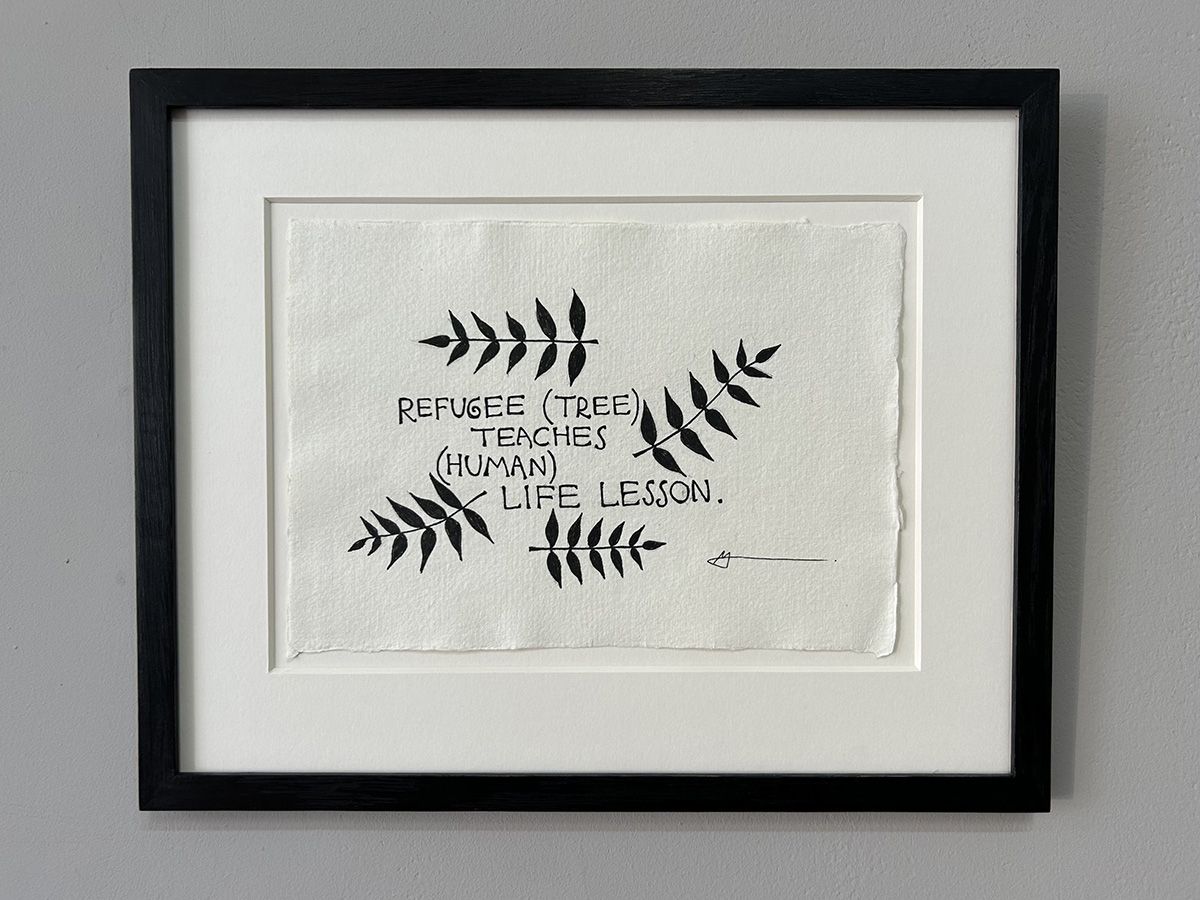 REFUGEE (TREE)
TEACHES
(HUMAN)
LIFE LESSON.